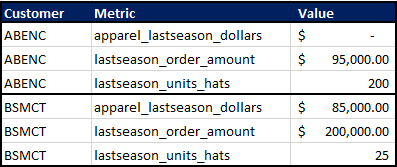 Customer Metric Value
ABENC apparel_lastseason_dollars $ -
ABENC lastseason_order_amount $ 95,000.00
ABENC lastseason_units_hats 200
BSMCT apparel_lastseason_dollars $ 85,000.00
BSMCT lastseason_order_amount $ 200,000.00
BSMCT lastseason_units_hats 25